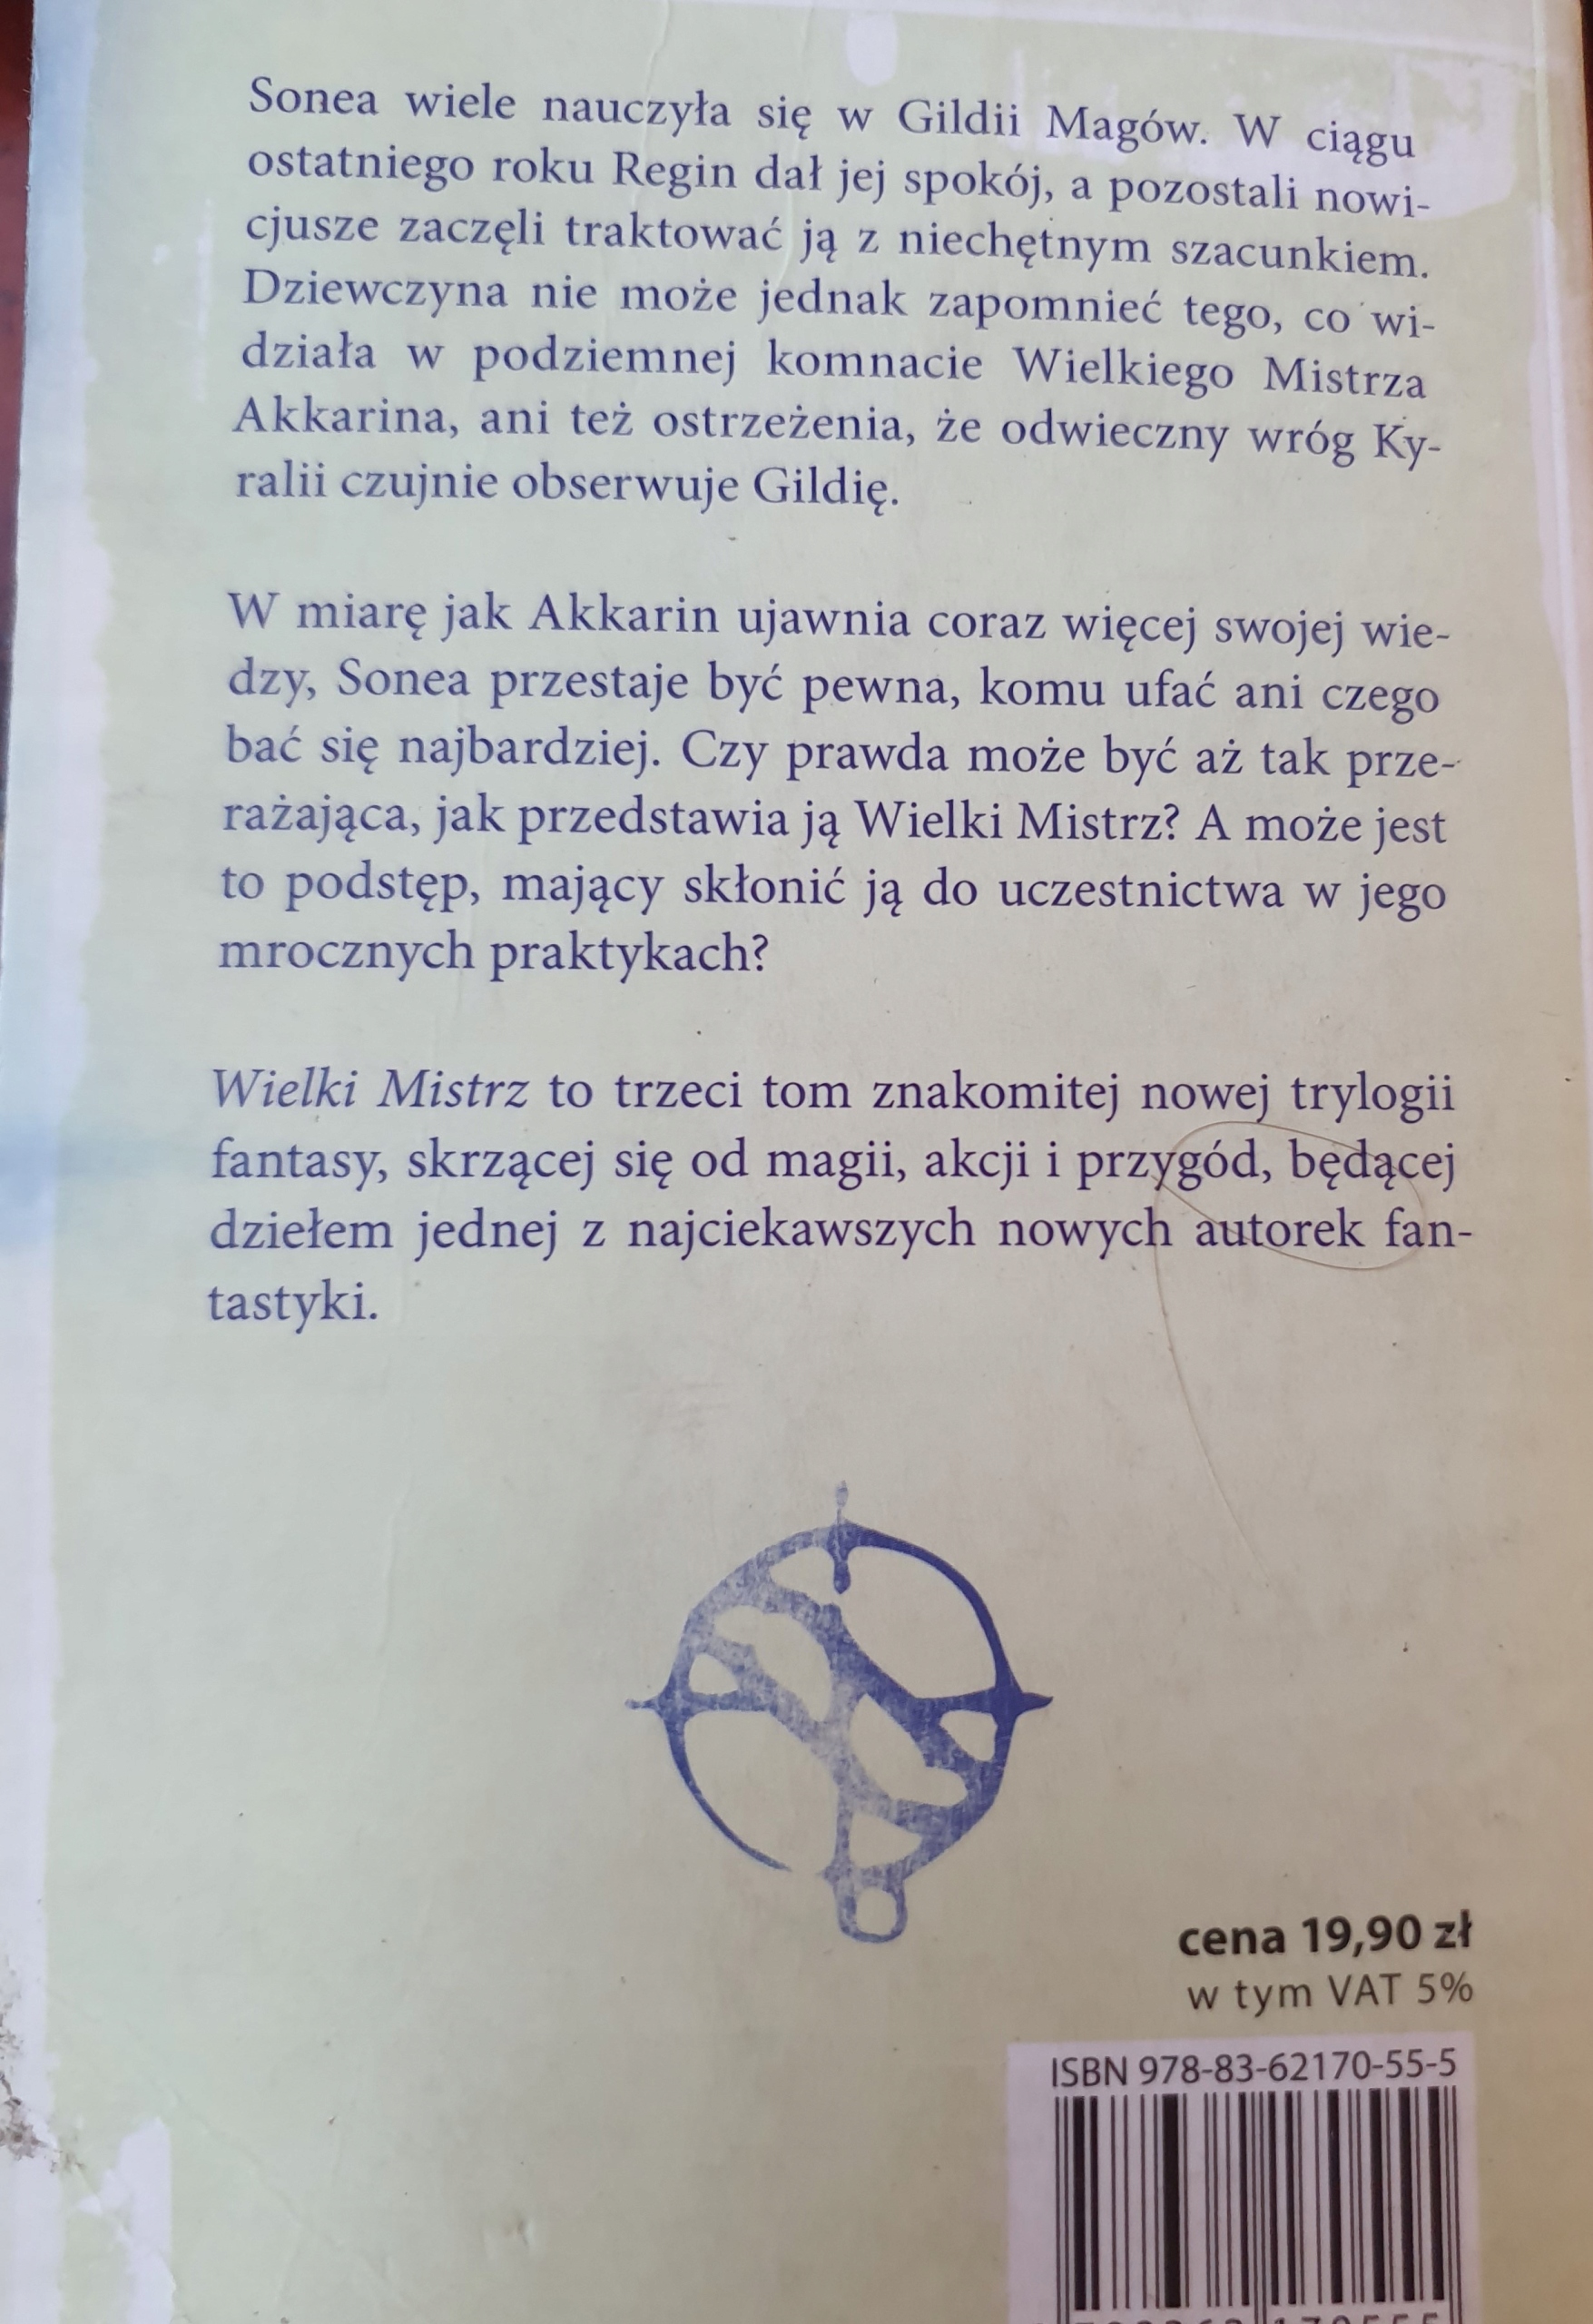 Sonea wiele nauczyła się w Gildii Magów. W ciągu
ostatniego roku Regin dał jej spokój, a pozostali nowi-
cjusze zaczęli traktować ją z niechętnym szacunkiem.
Dziewczyna nie może jednak zapomnieć tego, co wi-
działa w podziemnej komnacie Wielkiego Mistrza
Akkarina, ani też ostrzeżenia, że odwieczny wróg Ky-
ralii czujnie obserwuje Gildię.
W miarę jak Akkarin ujawnia coraz więcej swojej wie-
dzy, Sonea przestaje być pewna, komu ufać ani czego
bać się najbardziej. Czy prawda może być aż tak prze-
rażająca, jak przedstawia ją Wielki Mistrz? A może jest
to podstęp, mający skłonić ją do uczestnictwa w jego
mrocznych praktykach?
Wielki Mistrz to trzeci tom znakomitej nowej trylogii
fantasy, skrzącej się od magii, akcji i przygód, będącej
dziełem jednej z najciekawszych nowych autorek fan-
tastyki.
cena 19,90 zł
w tym VAT 5%
ISBN 978-83-62170-55-5